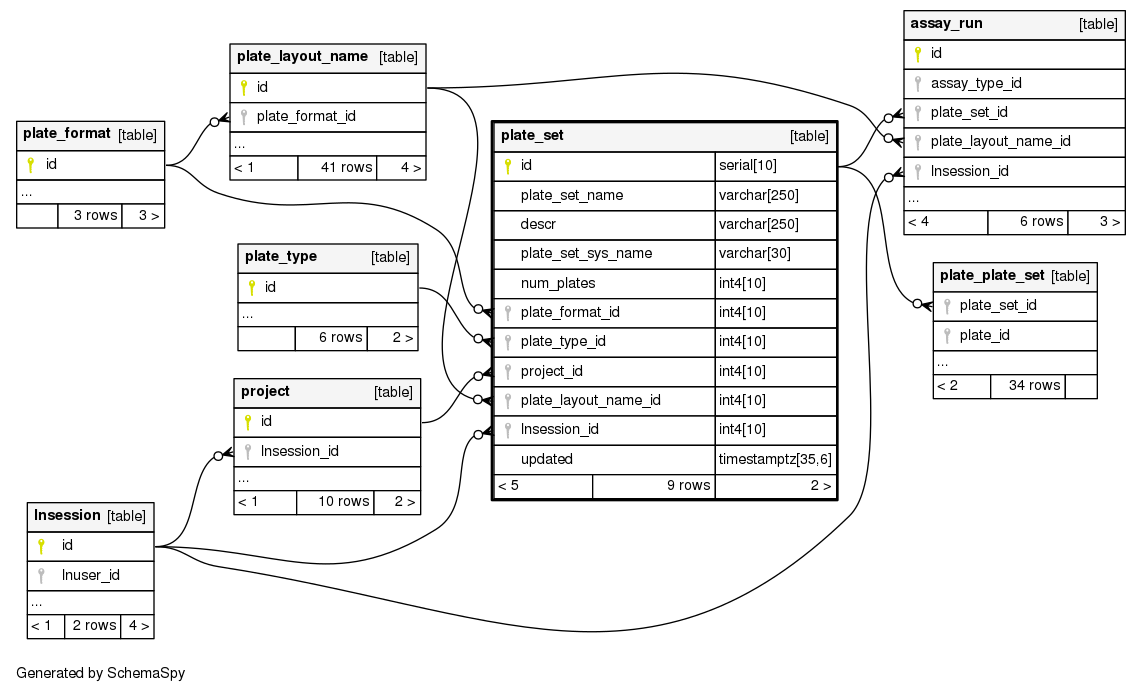 plate_format [table]
id
...
3 rows 3 >
plate_layout_name [table]
id
plate_format_id
...
< 1 41 rows 4 >
plate_type [table]
id
...
6 rows 2 >
project [table]
id
lnsession_id
...
< 1 10 rows 2 >
lnsession [table]
id
lnuser_id
...
< 1 2 rows 4 >
plate_set [table]
id serial[10]
plate_set_name varchar[250]
descr varchar[250]
plate_set_sys_name varchar[30]
num_plates int4[10]
plate_format_id int4[10]
plate_type_id int4[10]
project_id int4[10]
plate_layout_name_id int4[10]
lnsession_id int4[10]
updated timestamptz[35,6]
< 5 9 rows 2 >
assay_run [table]
id
assay_type_id
plate_set_id
plate_layout_name_id
lnsession_id
...
< 4 6 rows 3 >
plate_plate_set [table]
plate_set_id
plate_id
...
< 2 34 rows
Generated by SchemaSpy